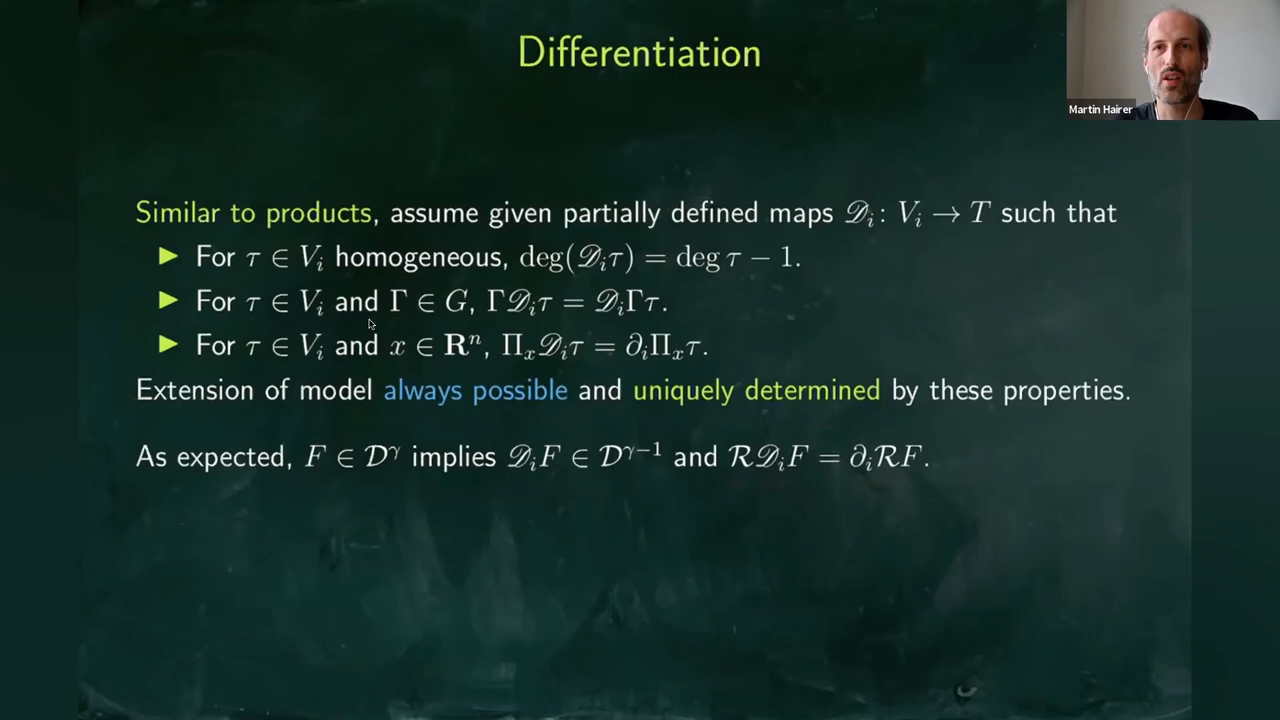 Differentiation
Martin Hairer
Similar to products, assume given partially defined maps 𝒟ᵢ: Vᵢ → T such that
▶ For τ ∈ Vᵢ homogeneous, deg(𝒟ᵢτ) = deg τ − 1.
▶ For τ ∈ Vᵢ and Γ ∈ G, Γ𝒟ᵢτ = 𝒟ᵢΓτ.
▶ For τ ∈ Vᵢ and x ∈ Rⁿ, Πₓ𝒟ᵢτ = ∂ᵢΠₓτ.
Extension of model always possible and uniquely determined by these properties.
As expected, F ∈ 𝒟^γ implies 𝒟ᵢF ∈ 𝒟^{γ−1} and ℛ𝒟ᵢF = ∂ᵢℛF.